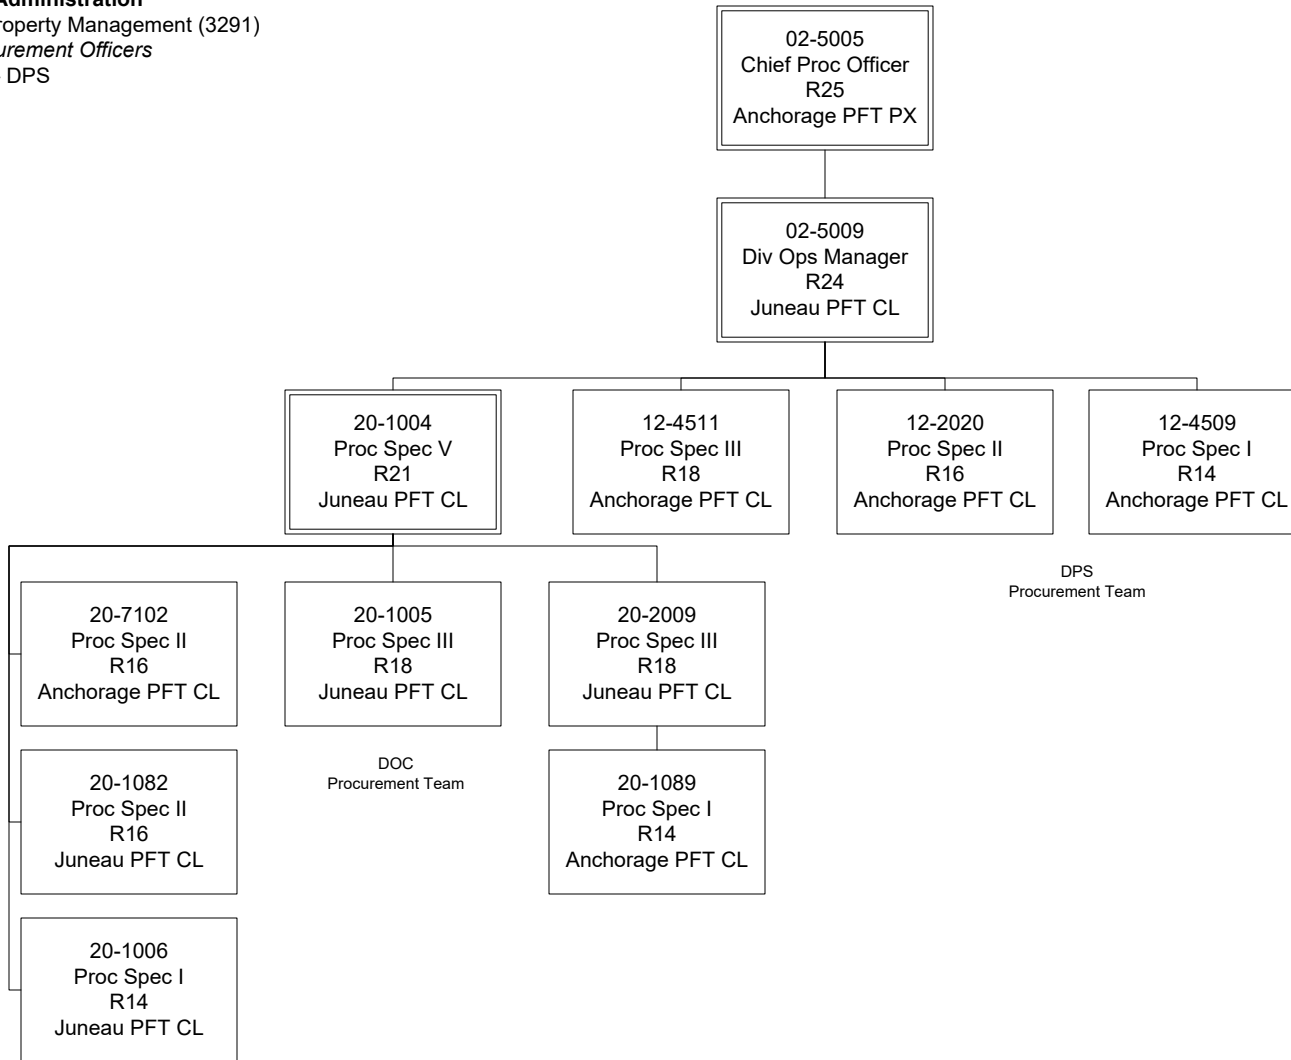 Administration
roperty Management (3291)
urement Officers
DPS
02-5005
Chief Proc Officer
R25
Anchorage PFT PX
02-5009
Div Ops Manager
R24
Juneau PFT CL
20-1004
Proc Spec V
R21
Juneau PFT CL
12-4511
Proc Spec III
R18
Anchorage PFT CL
12-2020
Proc Spec II
R16
Anchorage PFT CL
12-4509
Proc Spec I
R14
Anchorage PFT CL
DPS
Procurement Team
20-7102
Proc Spec II
R16
Anchorage PFT CL
20-1005
Proc Spec III
R18
Juneau PFT CL
20-2009
Proc Spec III
R18
Juneau PFT CL
DOC
Procurement Team
20-1082
Proc Spec II
R16
Juneau PFT CL
20-1089
Proc Spec I
R14
Anchorage PFT CL
20-1006
Proc Spec I
R14
Juneau PFT CL